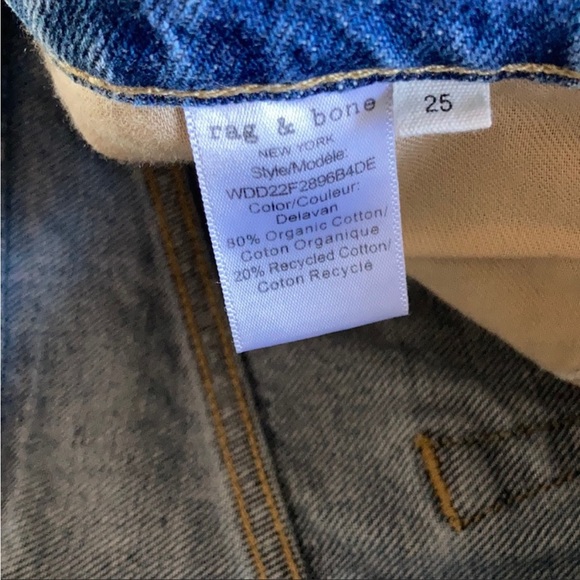 rag & bone
NEW YORK
Style/Modèle:
WDD22F2896B4DE
Color/Couleur:
Delavan
80% Organic Cotton/
Coton Organique
20% Recycled Cotton/
Coton Recyclé
25